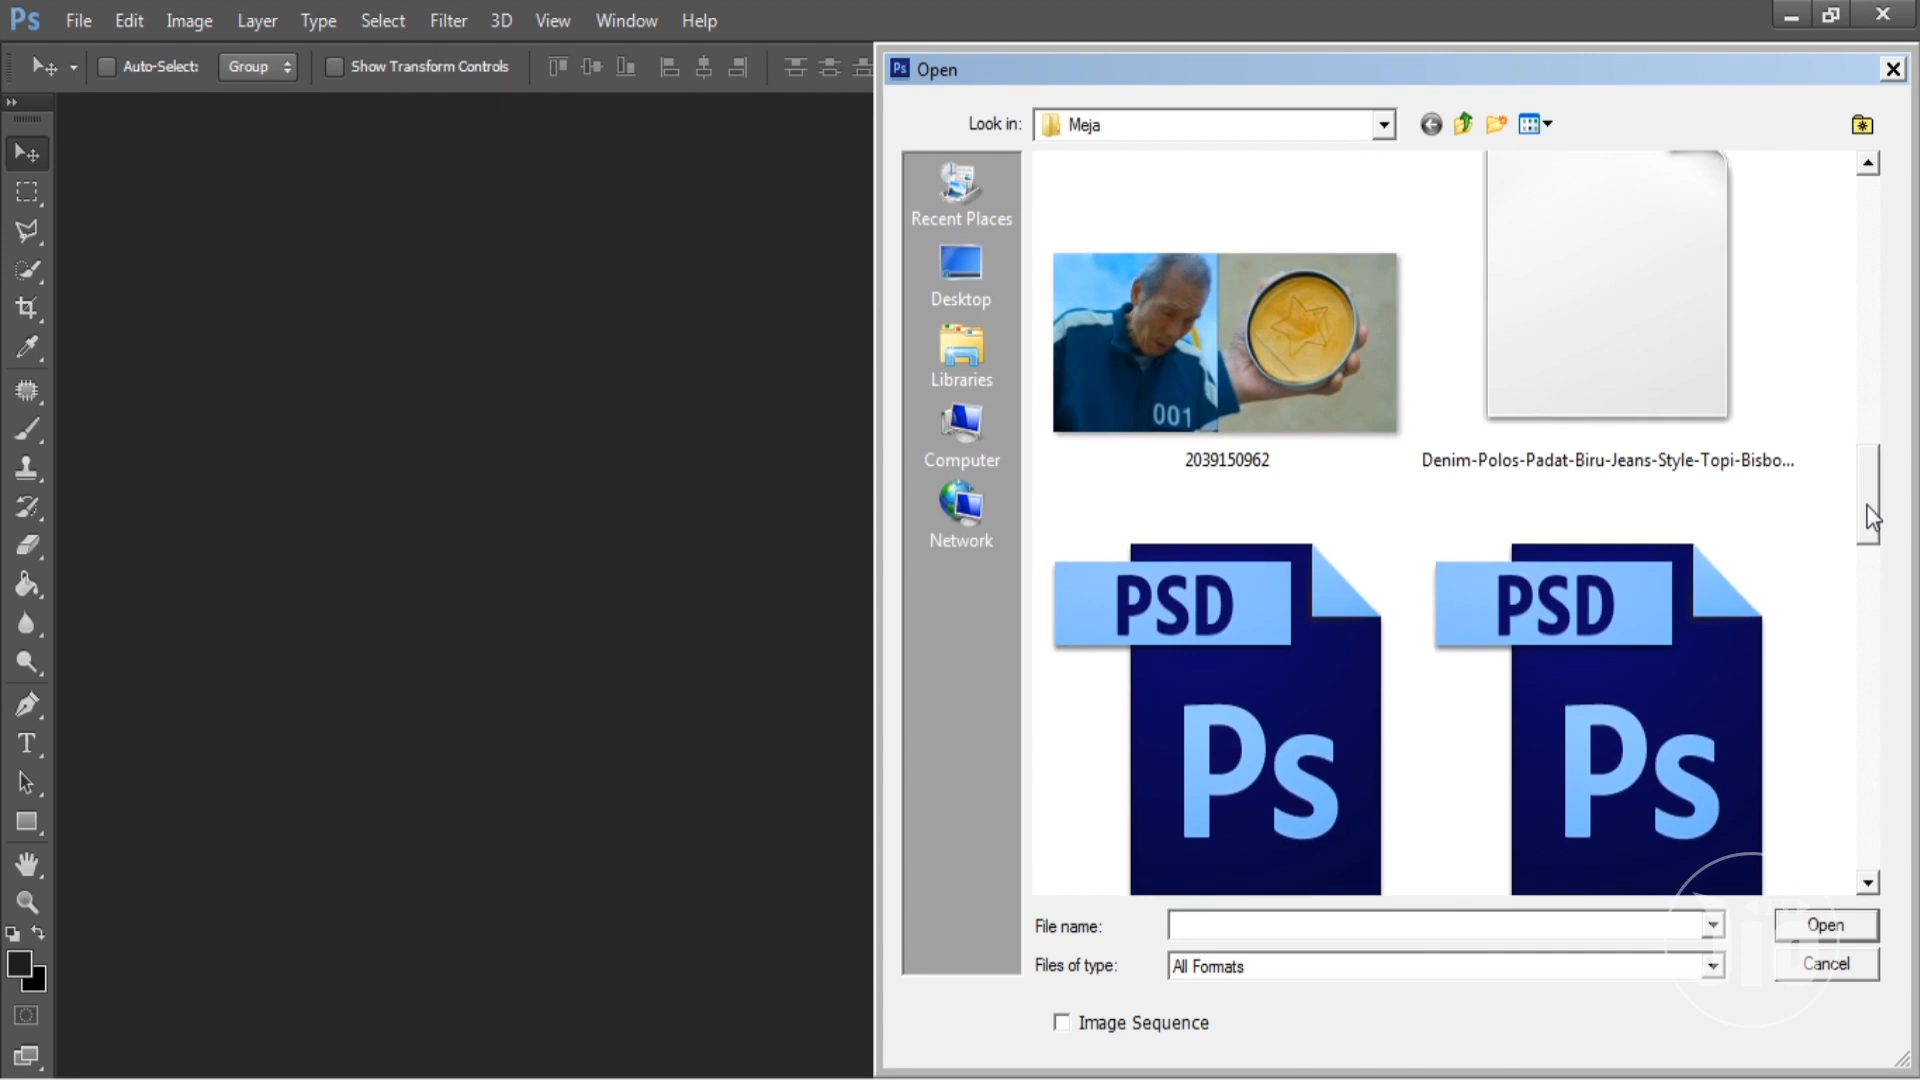 Ps File Edit Image Layer Type Select Filter 3D View Window Help
Auto-Select: Group Show Transform Controls
Ps Open
Look in: Meja
Recent Places
Desktop
Libraries
Computer
Network
001
2039150962 Denim-Polos-Padat-Biru-Jeans-Style-Topi-Bisbo...
PSD PSD
Ps Ps
File name: Open
Files of type: All Formats Cancel
Image Sequence